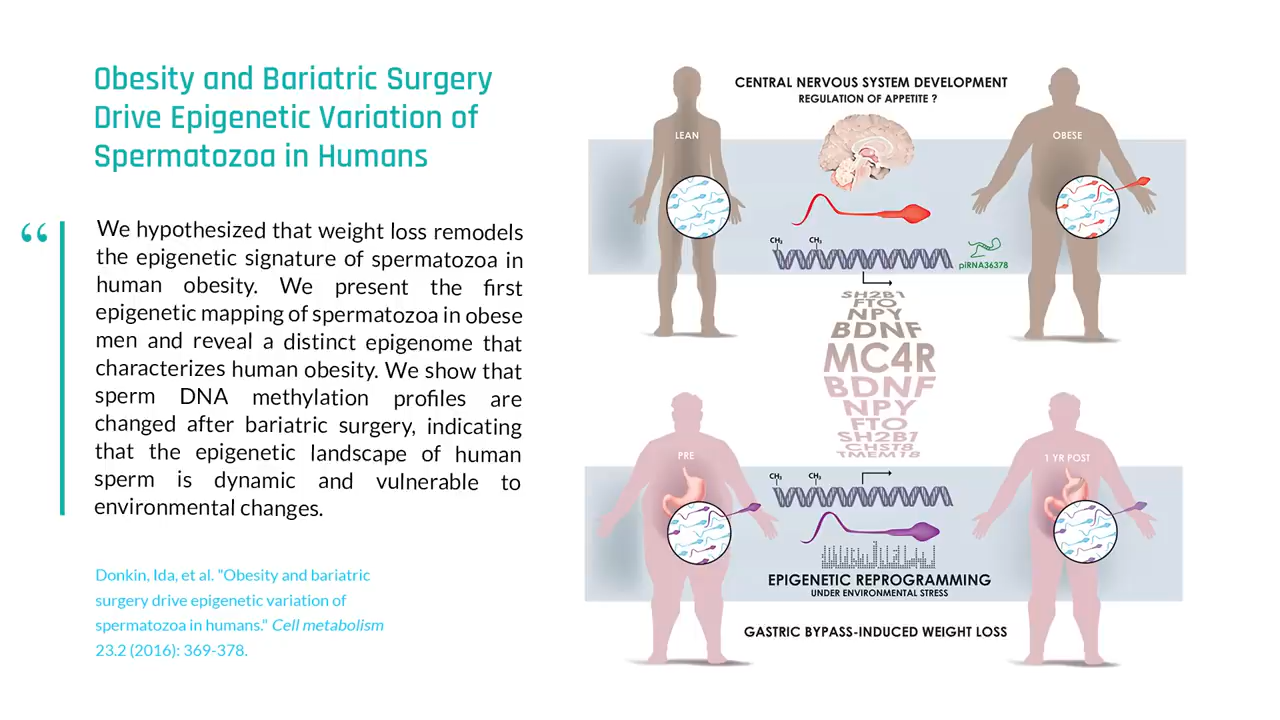 Obesity and Bariatric Surgery
Drive Epigenetic Variation of
Spermatozoa in Humans
“
We hypothesized that weight loss remodels
the epigenetic signature of spermatozoa in
human obesity. We present the first
epigenetic mapping of spermatozoa in obese
men and reveal a distinct epigenome that
characterizes human obesity. We show that
sperm DNA methylation profiles are
changed after bariatric surgery, indicating
that the epigenetic landscape of human
sperm is dynamic and vulnerable to
environmental changes.
Donkin, Ida, et al. "Obesity and bariatric
surgery drive epigenetic variation of
spermatozoa in humans." Cell metabolism
23.2 (2016): 369-378.
CENTRAL NERVOUS SYSTEM DEVELOPMENT
REGULATION OF APPETITE ?
LEAN
OBESE
CH₃ CH₃
piRNA36378
SH2B1
FTO
NPY
BDNF
MC4R
BDNF
NPY
FTO
SH2B1
CHST8
TMEM18
PRE
1 YR POST
CH₃ CH₃
EPIGENETIC REPROGRAMMING
UNDER ENVIRONMENTAL STRESS
GASTRIC BYPASS-INDUCED WEIGHT LOSS